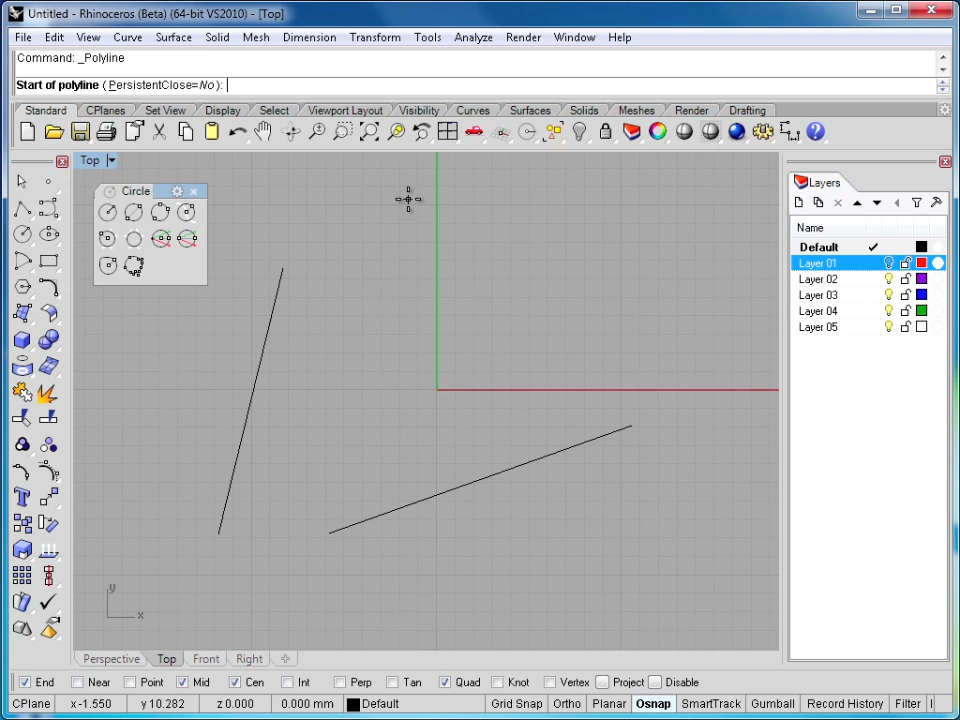 Untitled - Rhinoceros (Beta) (64-bit VS2010) - [Top]
File Edit View Curve Surface Solid Mesh Dimension Transform Tools Analyze Render Window Help
Command: _Polyline
Start of polyline ( PersistentClose=No ):
Standard CPlanes Set View Display Select Viewport Layout Visibility Curves Surfaces Solids Meshes Render Drafting
Top
Circle
Layers
Name
Default
Layer 01
Layer 02
Layer 03
Layer 04
Layer 05
y
x
Perspective Top Front Right
End Near Point Mid Cen Int Perp Tan Quad Knot Vertex Project Disable
CPlane x -1.550 y 10.282 z 0.000 0.000 mm Default Grid Snap Ortho Planar Osnap SmartTrack Gumball Record History Filter